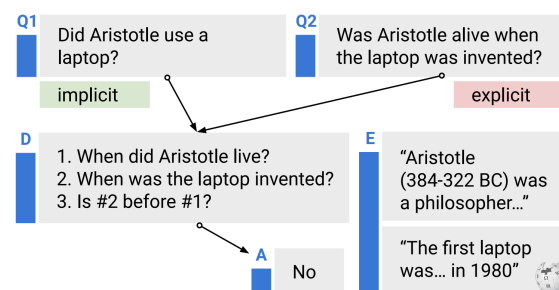 Q1
Did Aristotle use a
laptop?
implicit
Q2
Was Aristotle alive when
the laptop was invented?
explicit
D
1. When did Aristotle live?
2. When was the laptop invented?
3. Is #2 before #1?
E
“Aristotle
(384-322 BC) was
a philosopher…”
“The first laptop
was… in 1980”
A
No